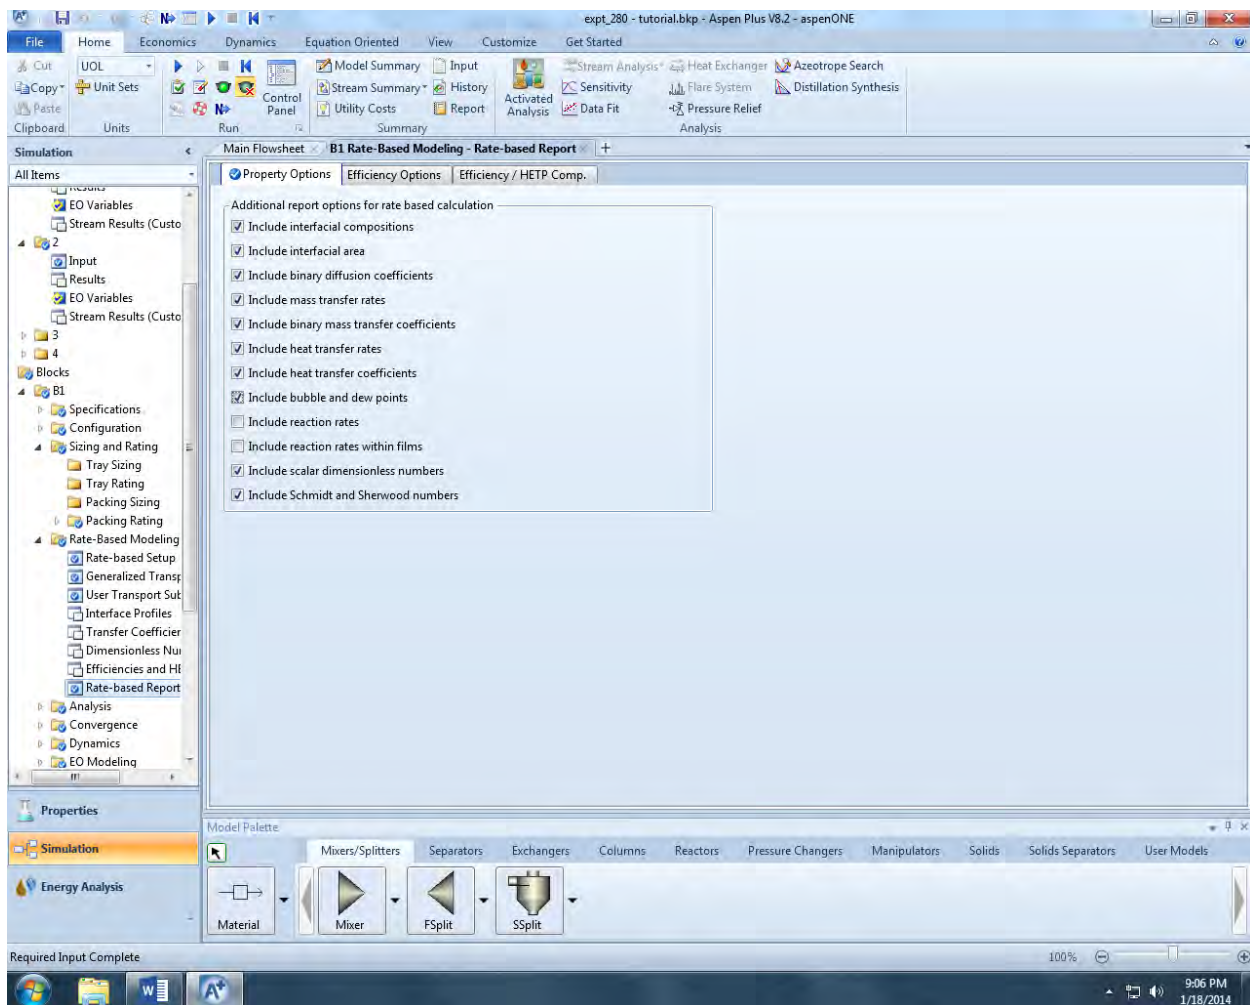 expt_280 - tutorial.bkp - Aspen Plus V8.2 - aspenONE
File Home Economics Dynamics Equation Oriented View Customize Get Started
Cut UOL Model Summary Input Stream Analysis Heat Exchanger Azeotrope Search
Copy Unit Sets Stream Summary History Sensitivity Flare System Distillation Synthesis
Paste N Control Panel Utility Costs Report Activated Analysis Data Fit Pressure Relief
Clipboard Units Run Summary Analysis
Simulation Main Flowsheet B1 Rate-Based Modeling - Rate-based Report +
All Items Property Options Efficiency Options Efficiency / HETP Comp.
Results
EO Variables
Stream Results (Custo
2
Input
Results
EO Variables
Stream Results (Custo
3
4
Blocks
B1
Specifications
Configuration
Sizing and Rating
Tray Sizing
Tray Rating
Packing Sizing
Packing Rating
Rate-Based Modeling
Rate-based Setup
Generalized Transp
User Transport Sub
Interface Profiles
Transfer Coefficien
Dimensionless Nu
Efficiencies and HE
Rate-based Report
Analysis
Convergence
Dynamics
EO Modeling
Additional report options for rate based calculation
Include interfacial compositions
Include interfacial area
Include binary diffusion coefficients
Include mass transfer rates
Include binary mass transfer coefficients
Include heat transfer rates
Include heat transfer coefficients
Include bubble and dew points
Include reaction rates
Include reaction rates within films
Include scalar dimensionless numbers
Include Schmidt and Sherwood numbers
Properties
Simulation
Energy Analysis
Model Palette
Mixers/Splitters Separators Exchangers Columns Reactors Pressure Changers Manipulators Solids Solids Separators User Models
Material Mixer FSplit SSplit
Required Input Complete 100%
9:06 PM
1/18/2014